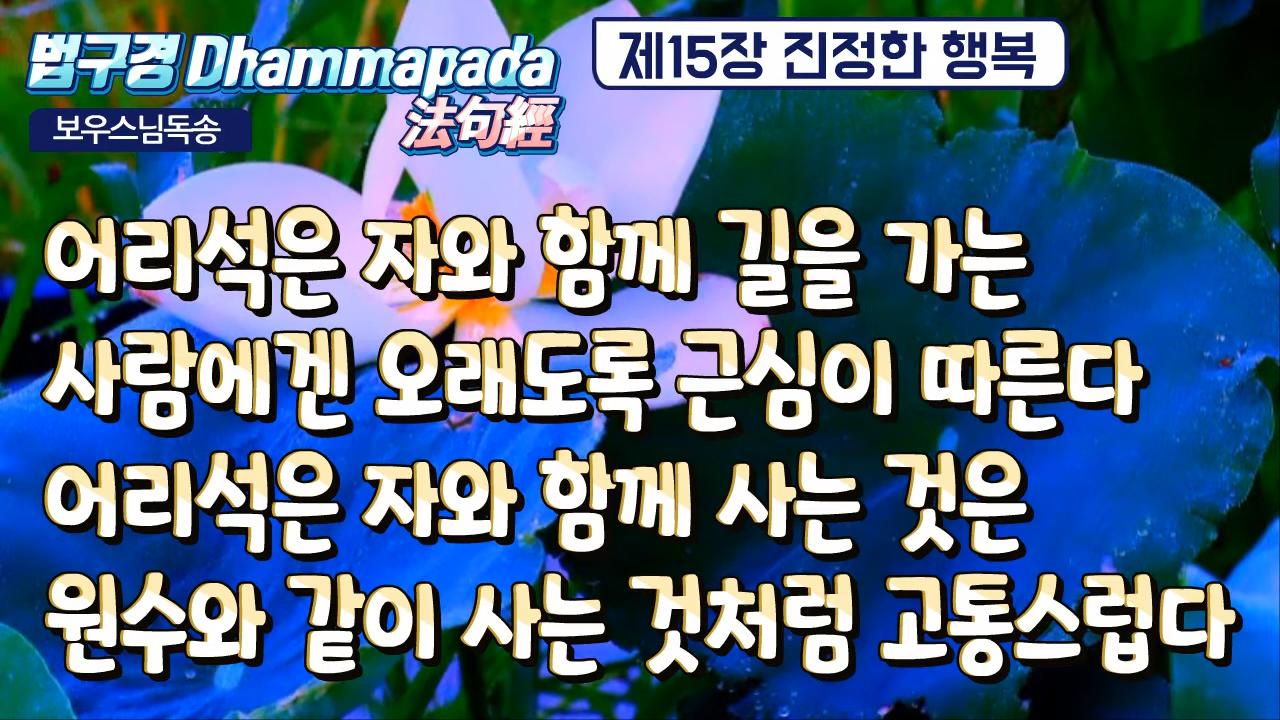 법구경 Dhammapada
法句經
보우스님독송
제15장 진정한 행복
어리석은 자와 함께 길을 가는
사람에겐 오래도록 근심이 따른다
어리석은 자와 함께 사는 것은
원수와 같이 사는 것처럼 고통스럽다